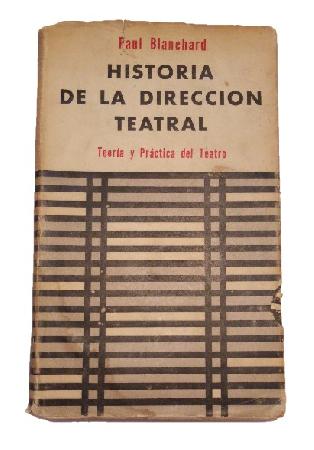 Paul Blanchard
HISTORIA
DE LA DIRECCION
TEATRAL
Teoría y Práctica del Teatro